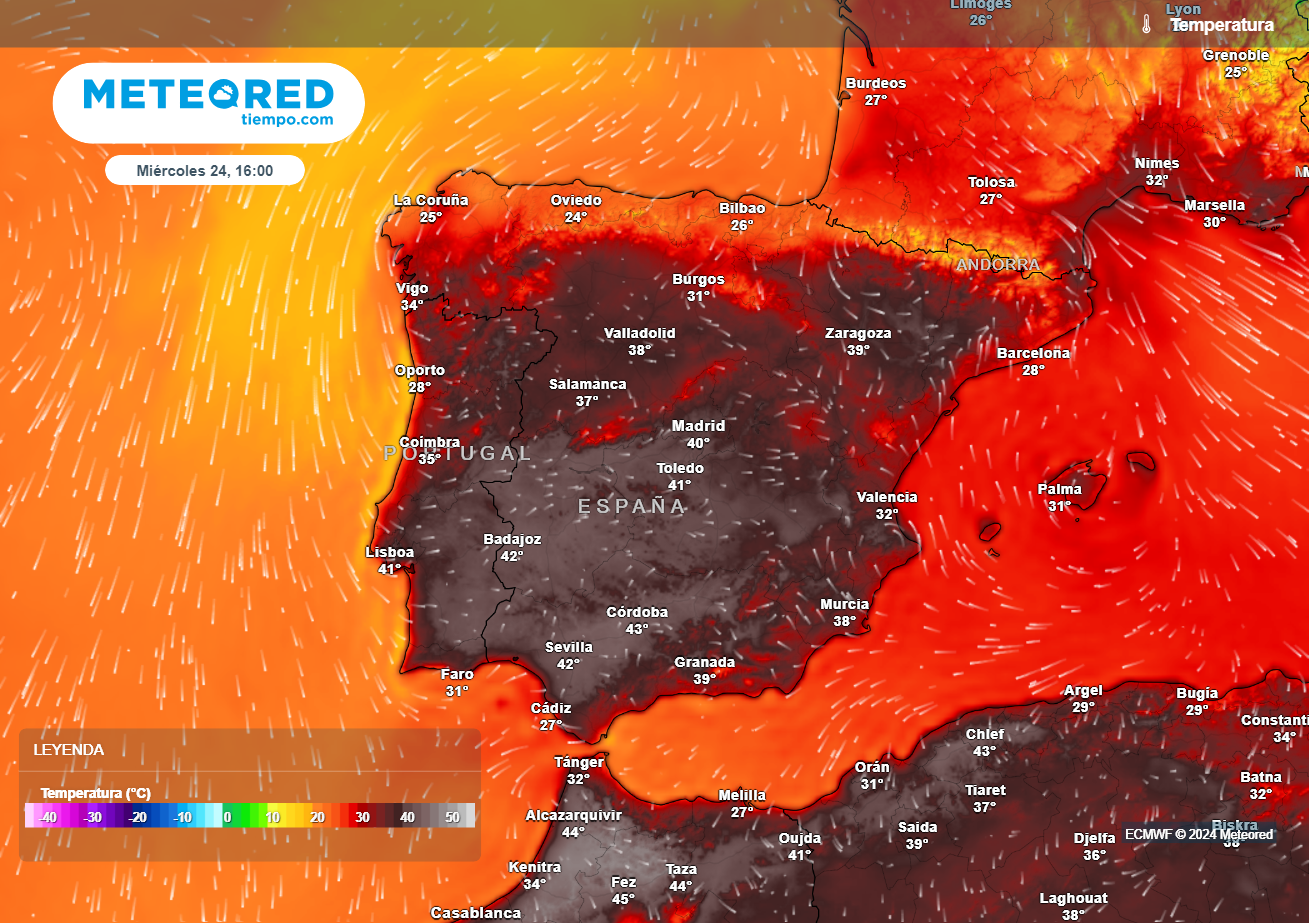 Limoges
26°
Lyon
Temperatura
Grenoble
25°
METEORED
tiempo.com
Burdeos
27°
Miércoles 24, 16:00
Nimes
32°
Tolosa
27°
La Coruña
25°
Oviedo
24°
Bilbao
26°
Marsella
30°
ANDORRA
Vigo
34°
Burgos
31°
Valladolid
38°
Zaragoza
39°
Barcelona
28°
Oporto
28°
Salamanca
37°
Madrid
40°
Coimbra
35°
PORTUGAL
Toledo
41°
ESPAÑA
Valencia
32°
Palma
31°
Badajoz
42°
Lisboa
41°
Córdoba
43°
Murcia
38°
Sevilla
42°
Granada
39°
Faro
31°
Cádiz
27°
Argel
29°
Bugía
29°
Constanti
34°
Chlef
43°
LEYENDA
Tánger
32°
Orán
31°
Batna
32°
Temperatura (°C)
-40 -30 -20 -10 0 10 20 30 40 50
Melilla
27°
Tiaret
37°
Alcazarquivir
44°
Oujda
41°
Saida
39°
Djelfa
36°
Biskra
38°
ECMWF © 2024 Meteored
Kenitra
34°
Fez
45°
Taza
44°
Laghouat
38°
Casablanca